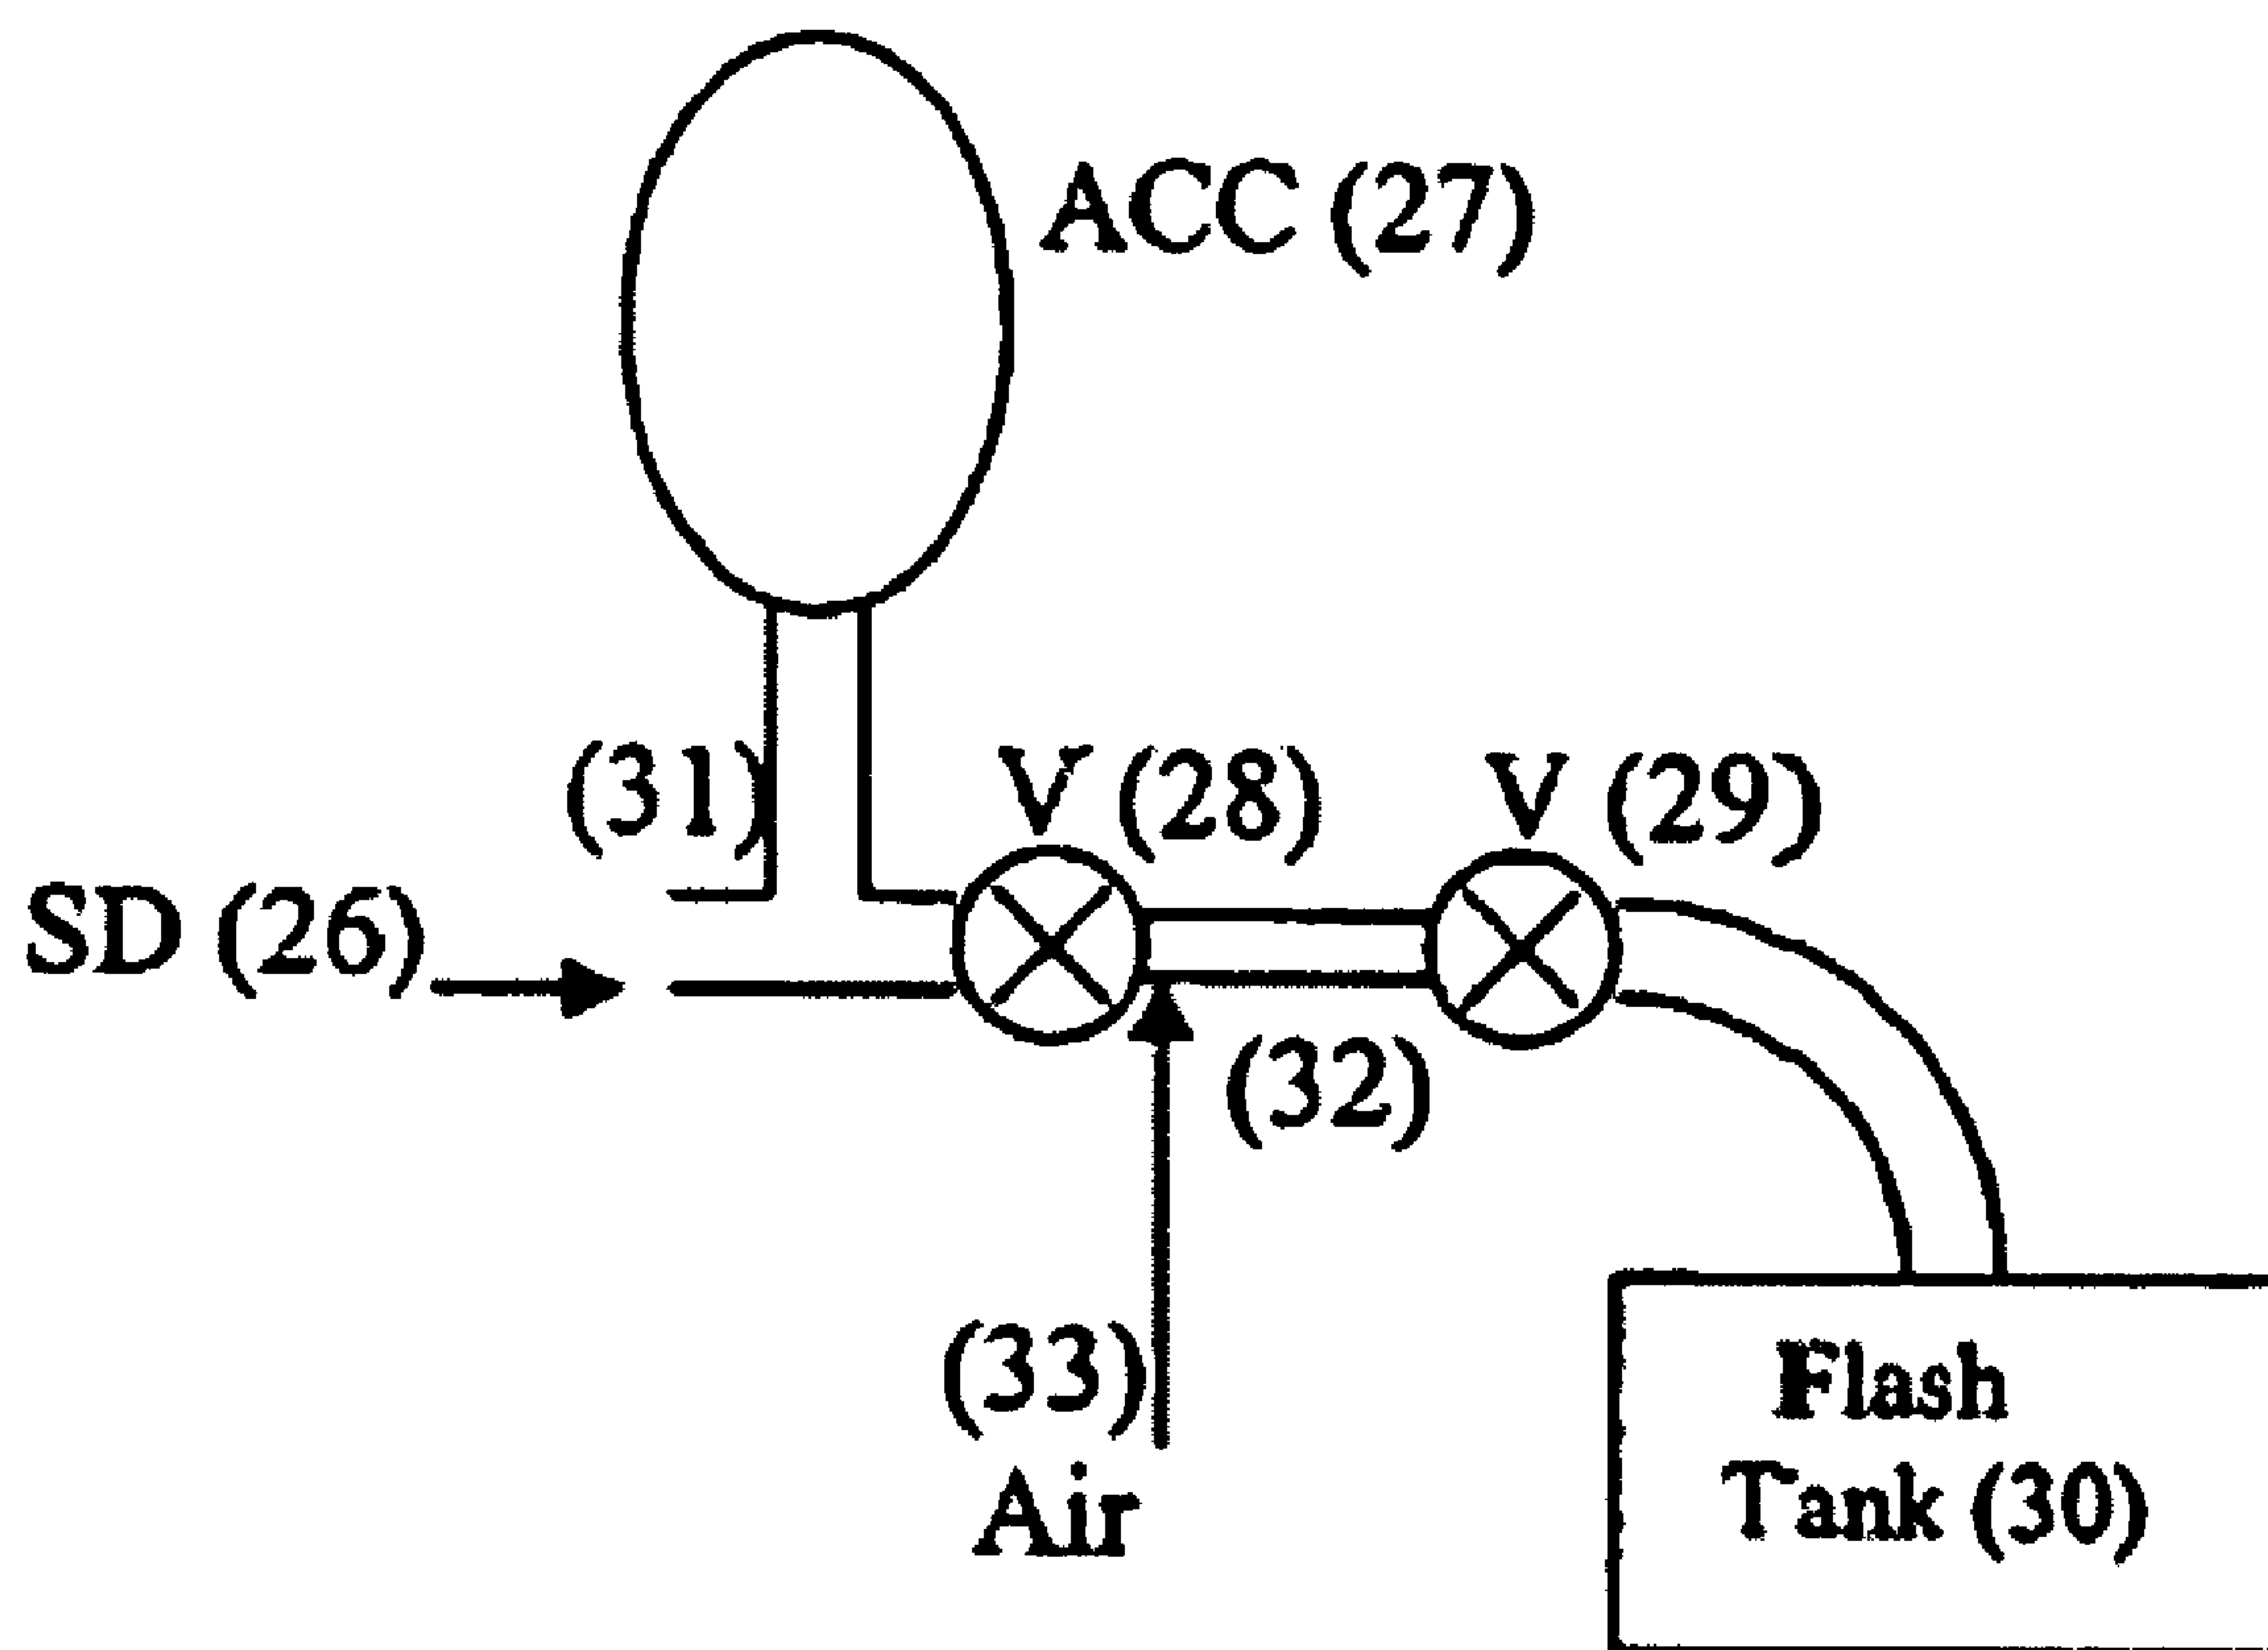 ACC (27)
(31)
V (28)
V (29)
SD (26)
(32)
(33)
Air
Flash
Tank (30)